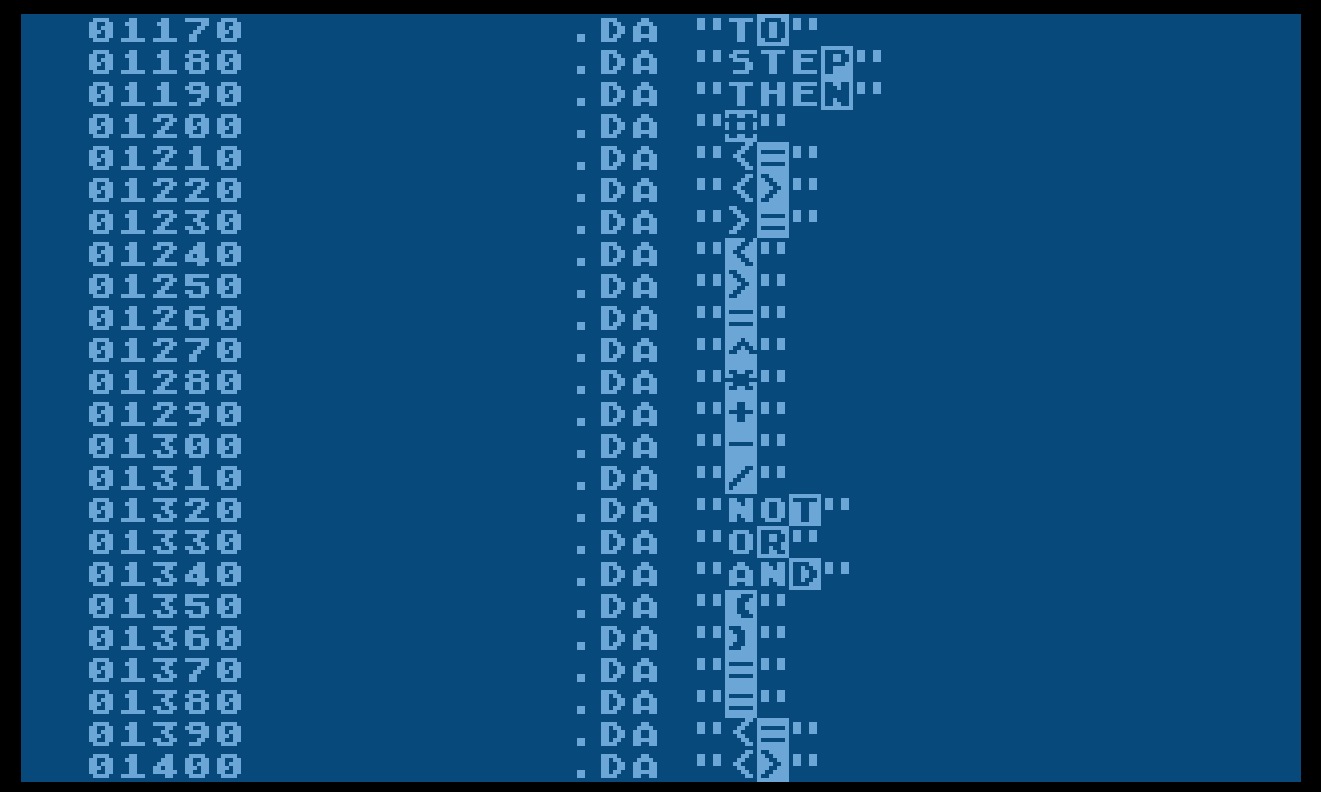 01170 .DA "TO"
01180 .DA "STEP"
01190 .DA "THEN"
01200 .DA "#"
01210 .DA "<="
01220 .DA "<>"
01230 .DA ">="
01240 .DA "<"
01250 .DA ">"
01260 .DA "="
01270 .DA "^"
01280 .DA "*"
01290 .DA "+"
01300 .DA "-"
01310 .DA "/"
01320 .DA "NOT"
01330 .DA "OR"
01340 .DA "AND"
01350 .DA "("
01360 .DA ")"
01370 .DA "="
01380 .DA "="
01390 .DA "<="
01400 .DA "<>"